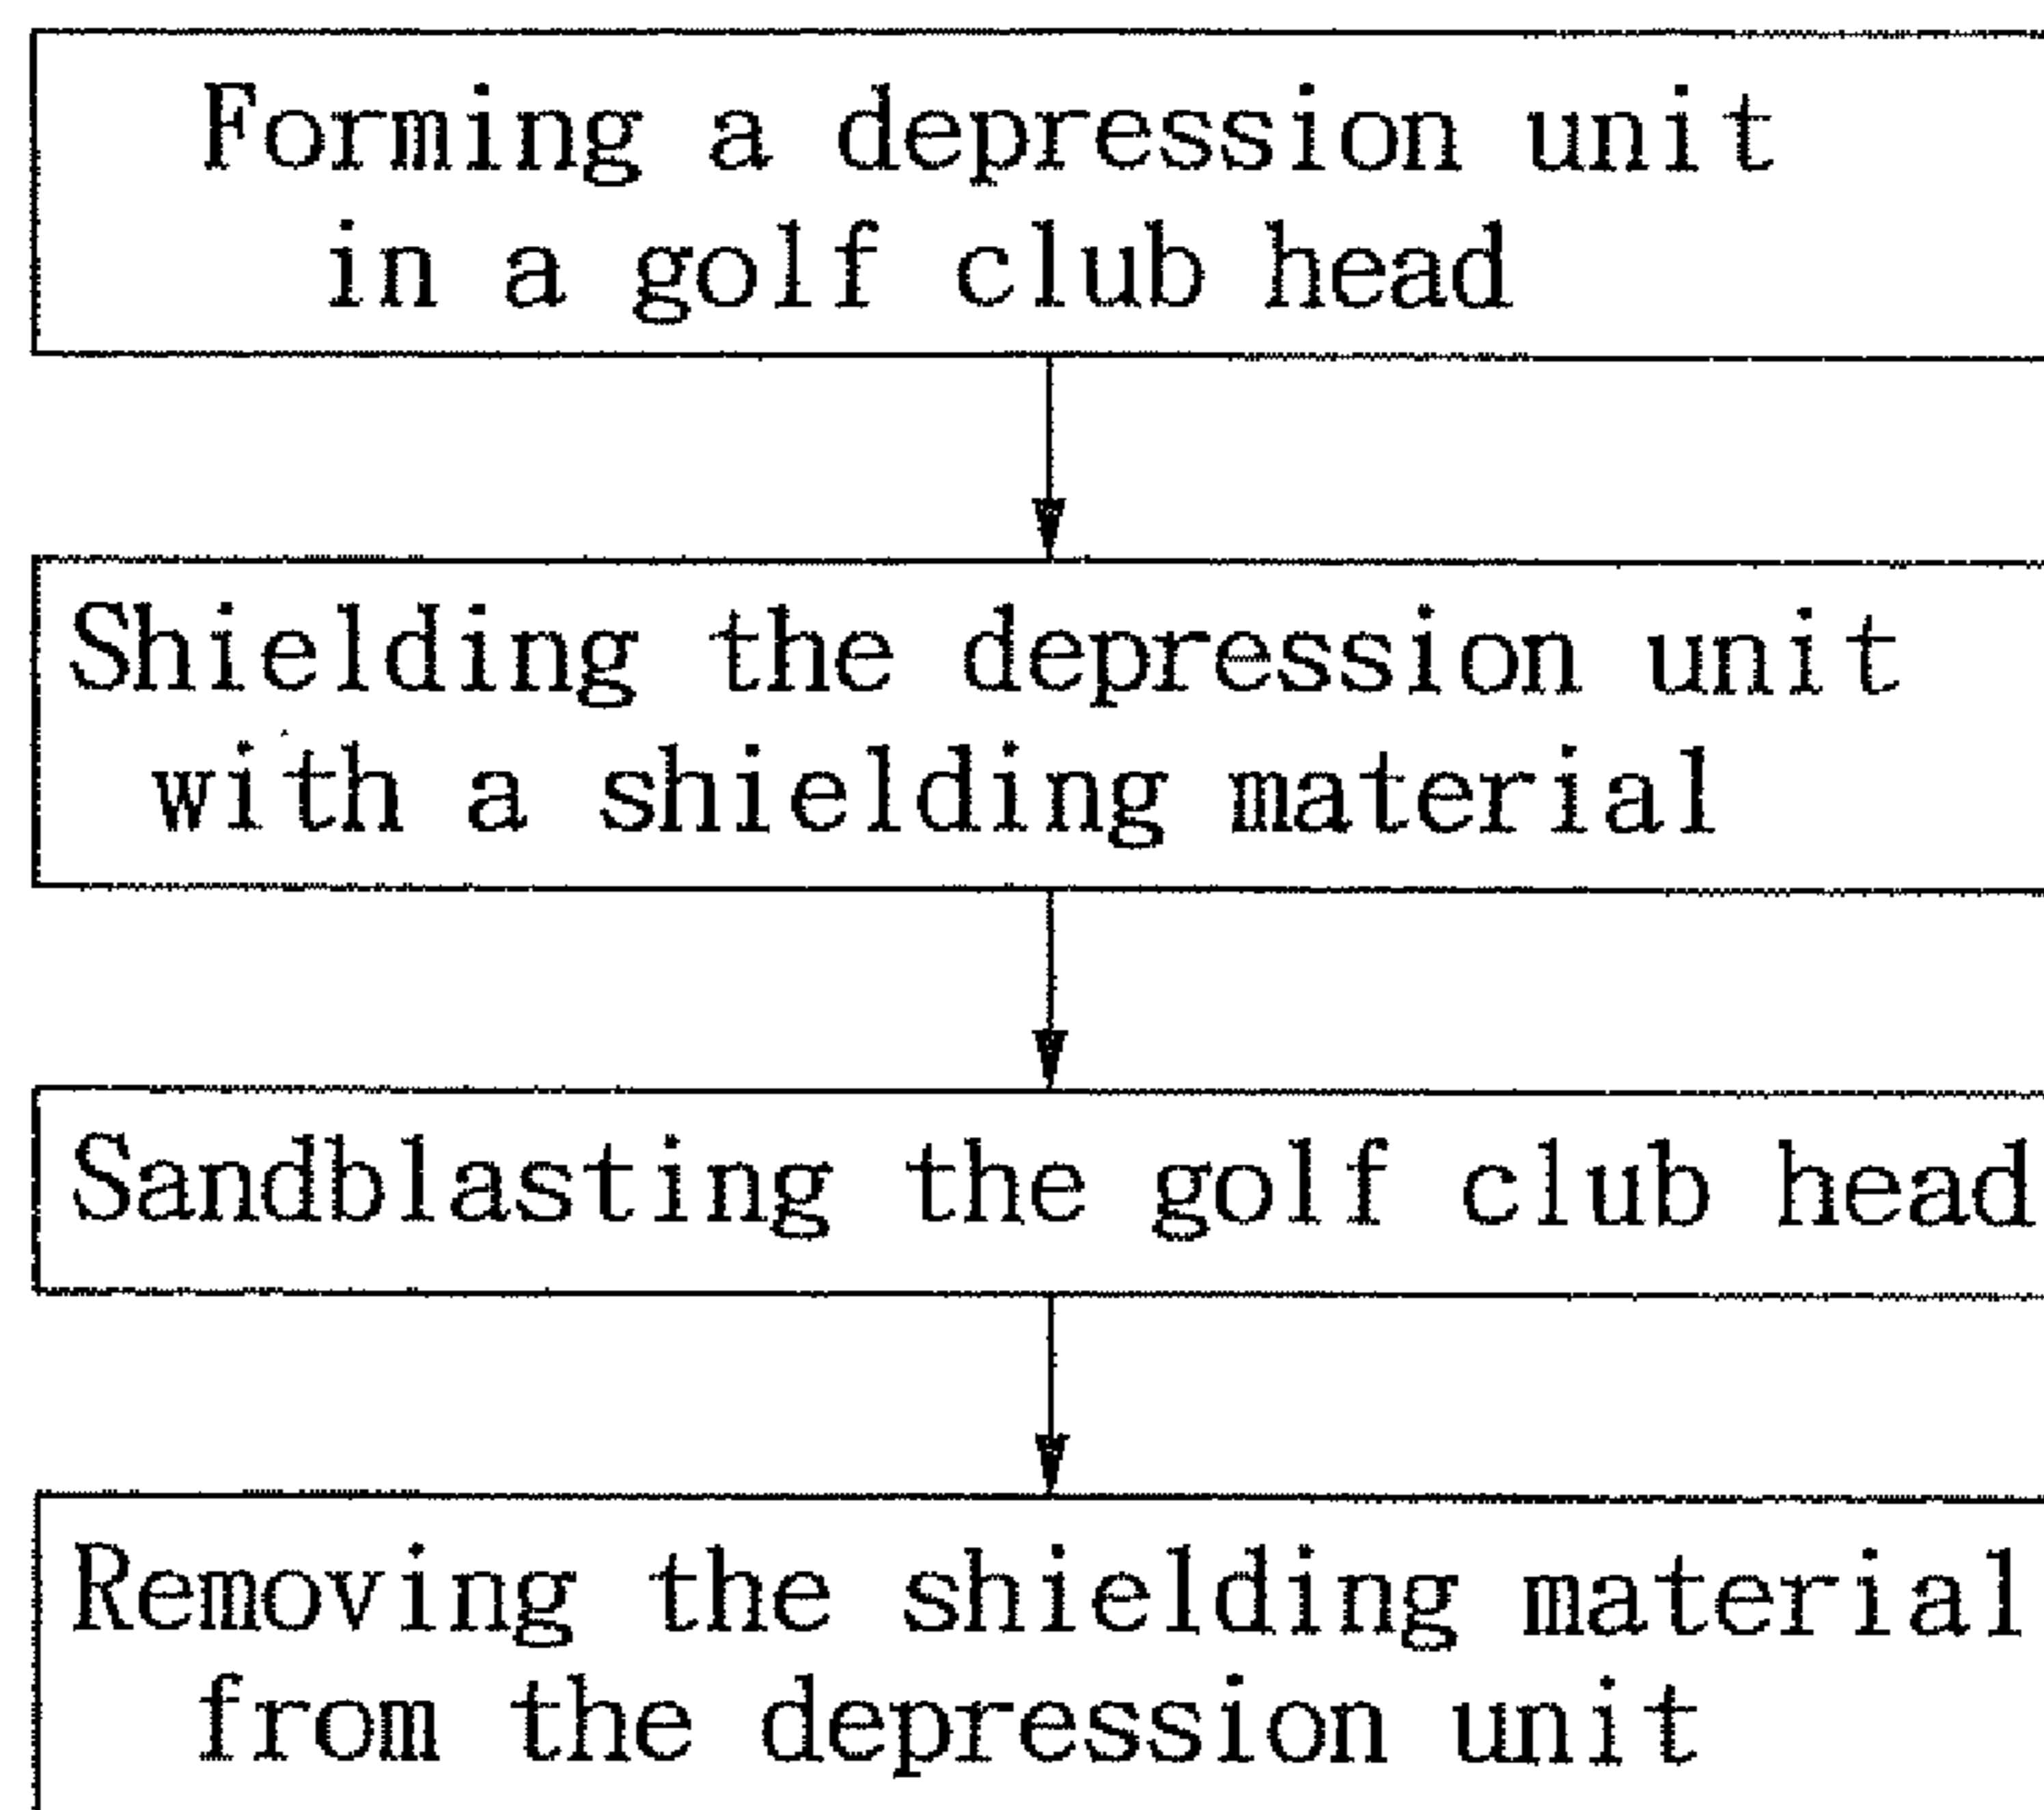 Forming a depression unit
in a golf club head
Shielding the depression unit
with a shielding material
Sandblasting the golf club head
Removing the shielding material
from the depression unit